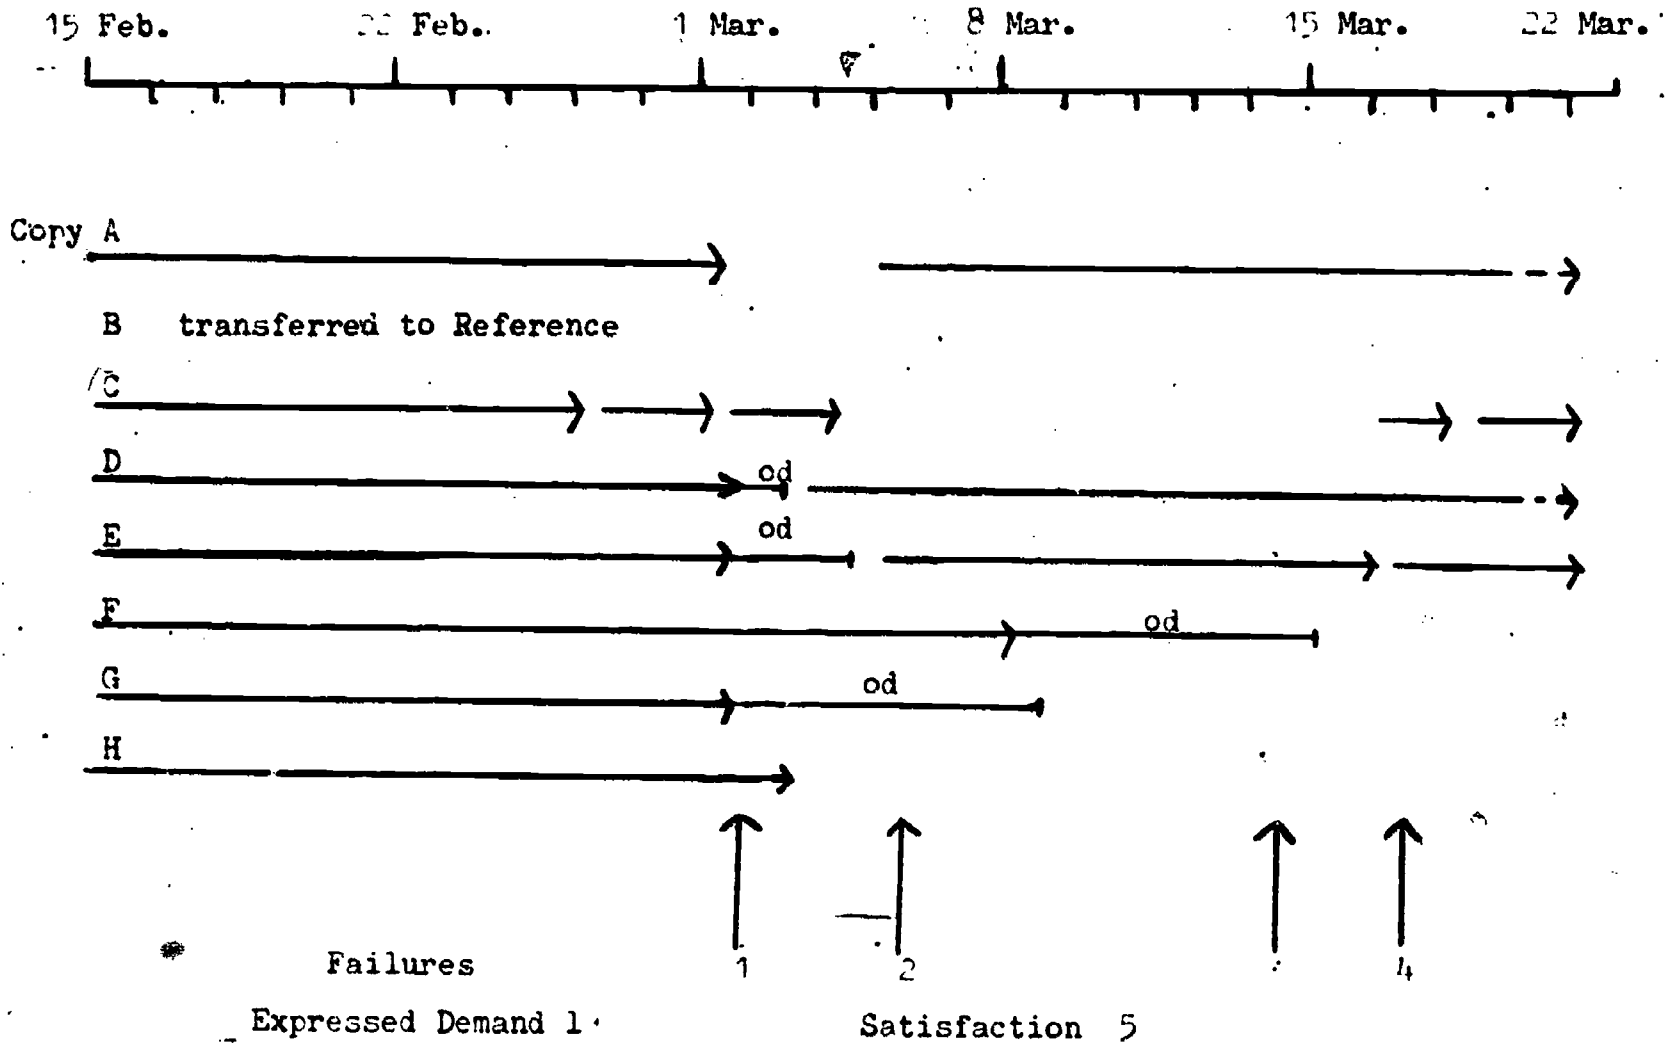 15 Feb. Feb. 1 Mar. 8 Mar. 15 Mar. 22 Mar.
Copy A
B transferred to Reference
C
D od
E od
F od
G od
H
Failures 1 2 4
Expressed Demand 1 Satisfaction 5